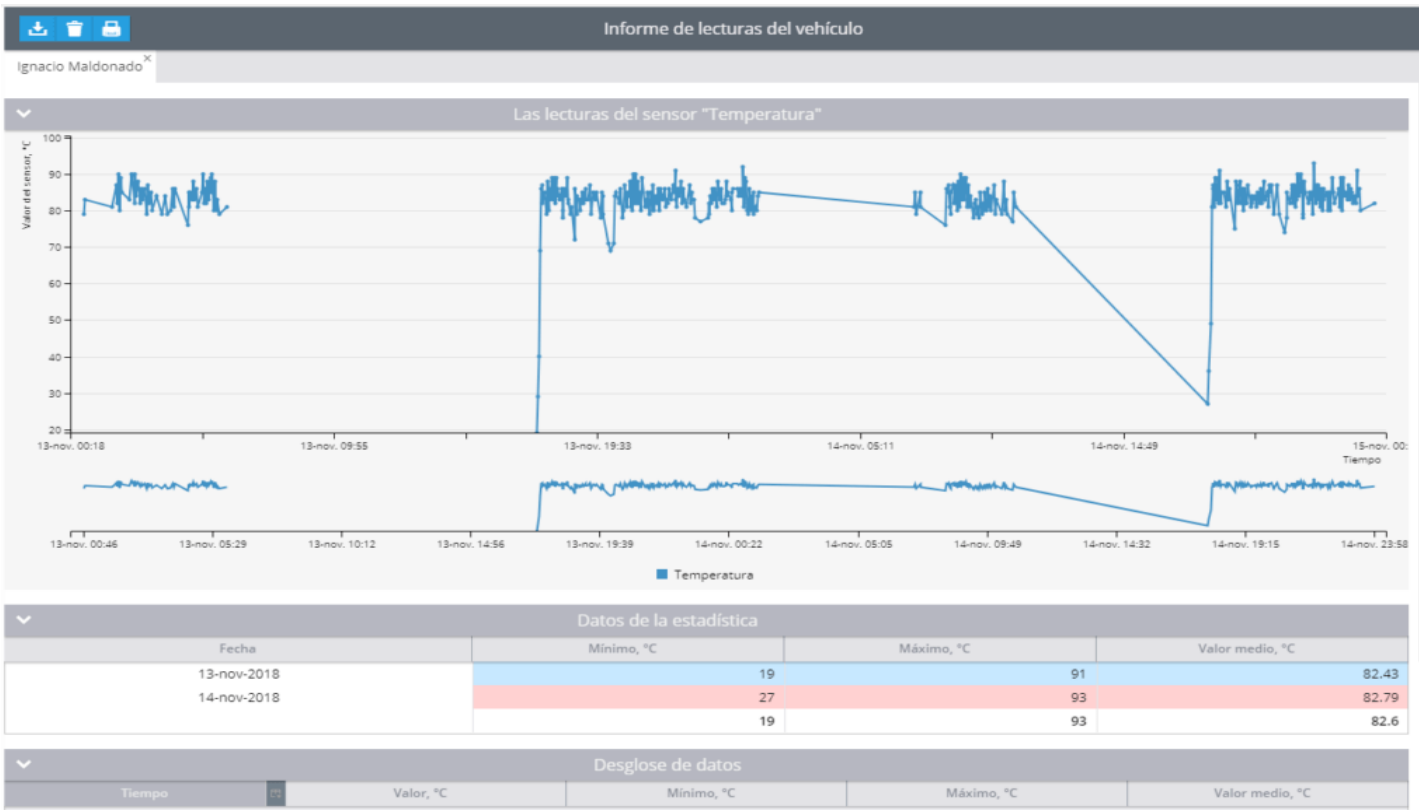 Informe de lecturas del vehículo
Ignacio Maldonado
Las lecturas del sensor "Temperatura"
Valor del sensor, °C
100
90
80
70
60
50
40
30
20
13-nov. 00:18 13-nov. 09:55 13-nov. 19:33 14-nov. 05:11 14-nov. 14:49 15-nov. 00:
Tiempo
13-nov. 00:46 13-nov. 05:29 13-nov. 10:12 13-nov. 14:56 13-nov. 19:39 14-nov. 00:22 14-nov. 05:05 14-nov. 09:49 14-nov. 14:32 14-nov. 19:15 14-nov. 23:58
Temperatura
Datos de la estadística
Fecha Mínimo, °C Máximo, °C Valor medio, °C
13-nov-2018 19 91 82.43
14-nov-2018 27 93 82.79
19 93 82.6
Desglose de datos
Tiempo Valor, °C Mínimo, °C Máximo, °C Valor medio, °C